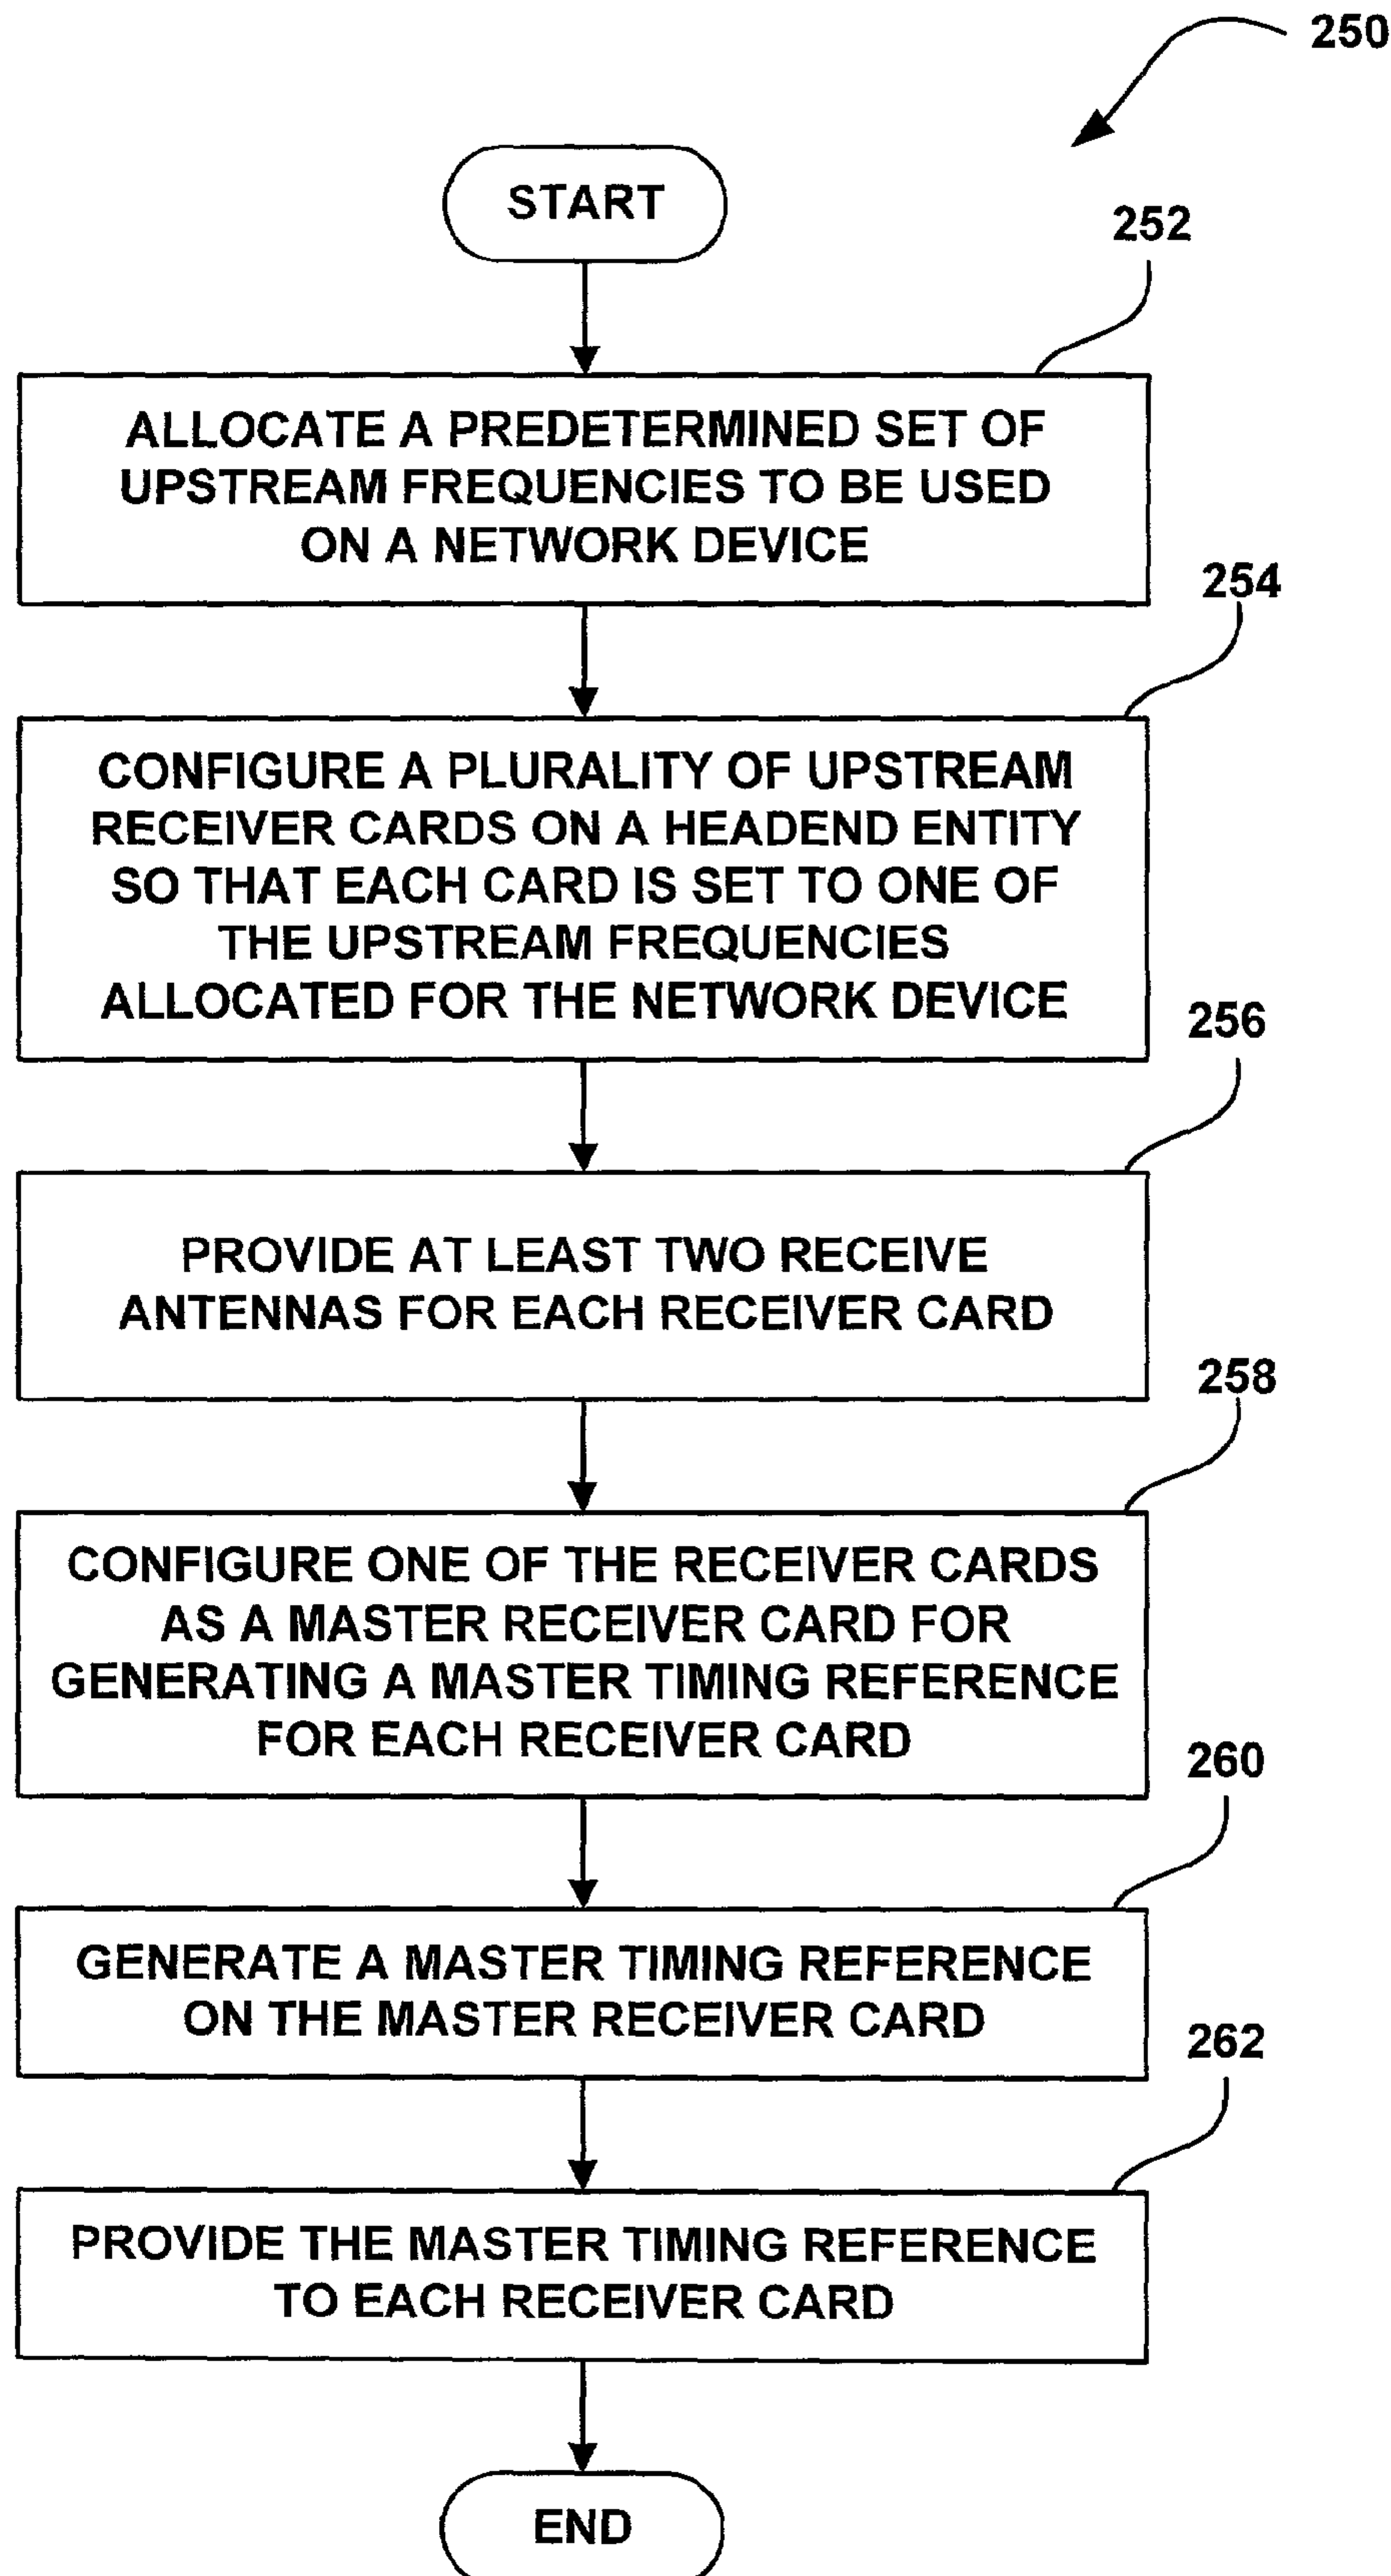 250
START
252
ALLOCATE A PREDETERMINED SET OF
UPSTREAM FREQUENCIES TO BE USED
ON A NETWORK DEVICE
254
CONFIGURE A PLURALITY OF UPSTREAM
RECEIVER CARDS ON A HEADEND ENTITY
SO THAT EACH CARD IS SET TO ONE OF
THE UPSTREAM FREQUENCIES
ALLOCATED FOR THE NETWORK DEVICE
256
PROVIDE AT LEAST TWO RECEIVE
ANTENNAS FOR EACH RECEIVER CARD
258
CONFIGURE ONE OF THE RECEIVER CARDS
AS A MASTER RECEIVER CARD FOR
GENERATING A MASTER TIMING REFERENCE
FOR EACH RECEIVER CARD
260
GENERATE A MASTER TIMING REFERENCE
ON THE MASTER RECEIVER CARD
262
PROVIDE THE MASTER TIMING REFERENCE
TO EACH RECEIVER CARD
END